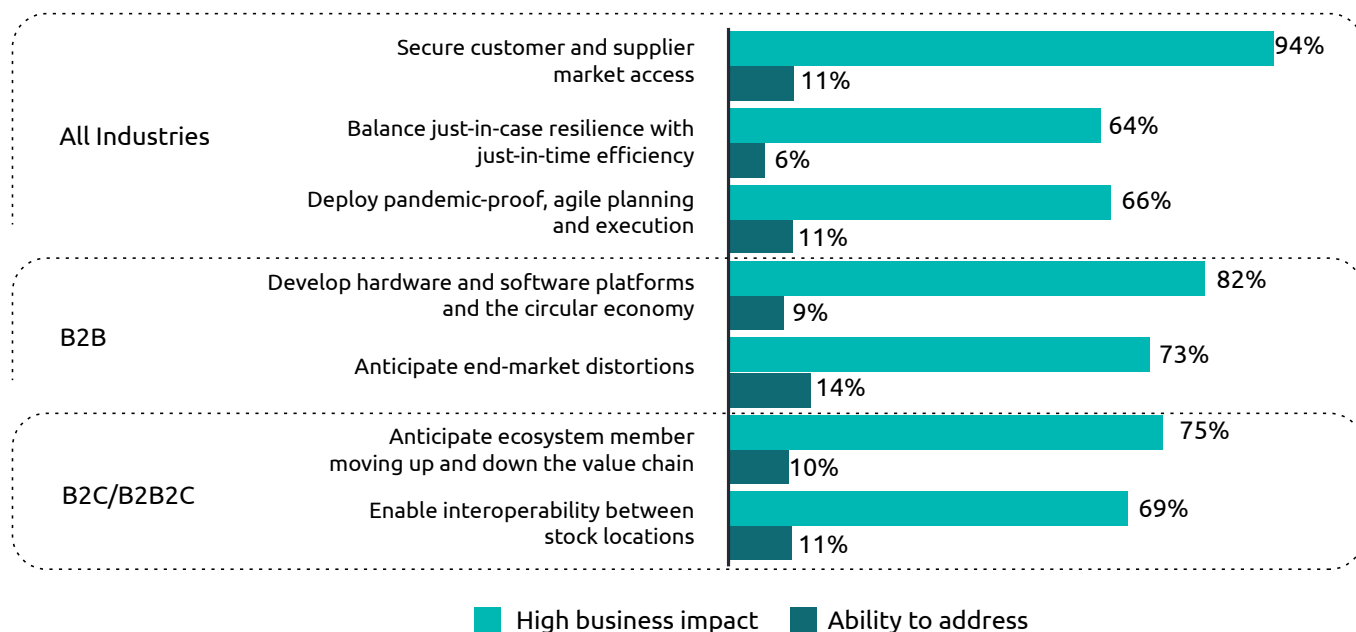 All Industries
Secure customer and supplier
market access
94%
11%
Balance just-in-case resilience with
just-in-time efficiency
64%
6%
Deploy pandemic-proof, agile planning
and execution
66%
11%
B2B
Develop hardware and software platforms
and the circular economy
82%
9%
Anticipate end-market distortions
73%
14%
B2C/B2B2C
Anticipate ecosystem member
moving up and down the value chain
75%
10%
Enable interoperability between
stock locations
69%
11%
High business impact
Ability to address